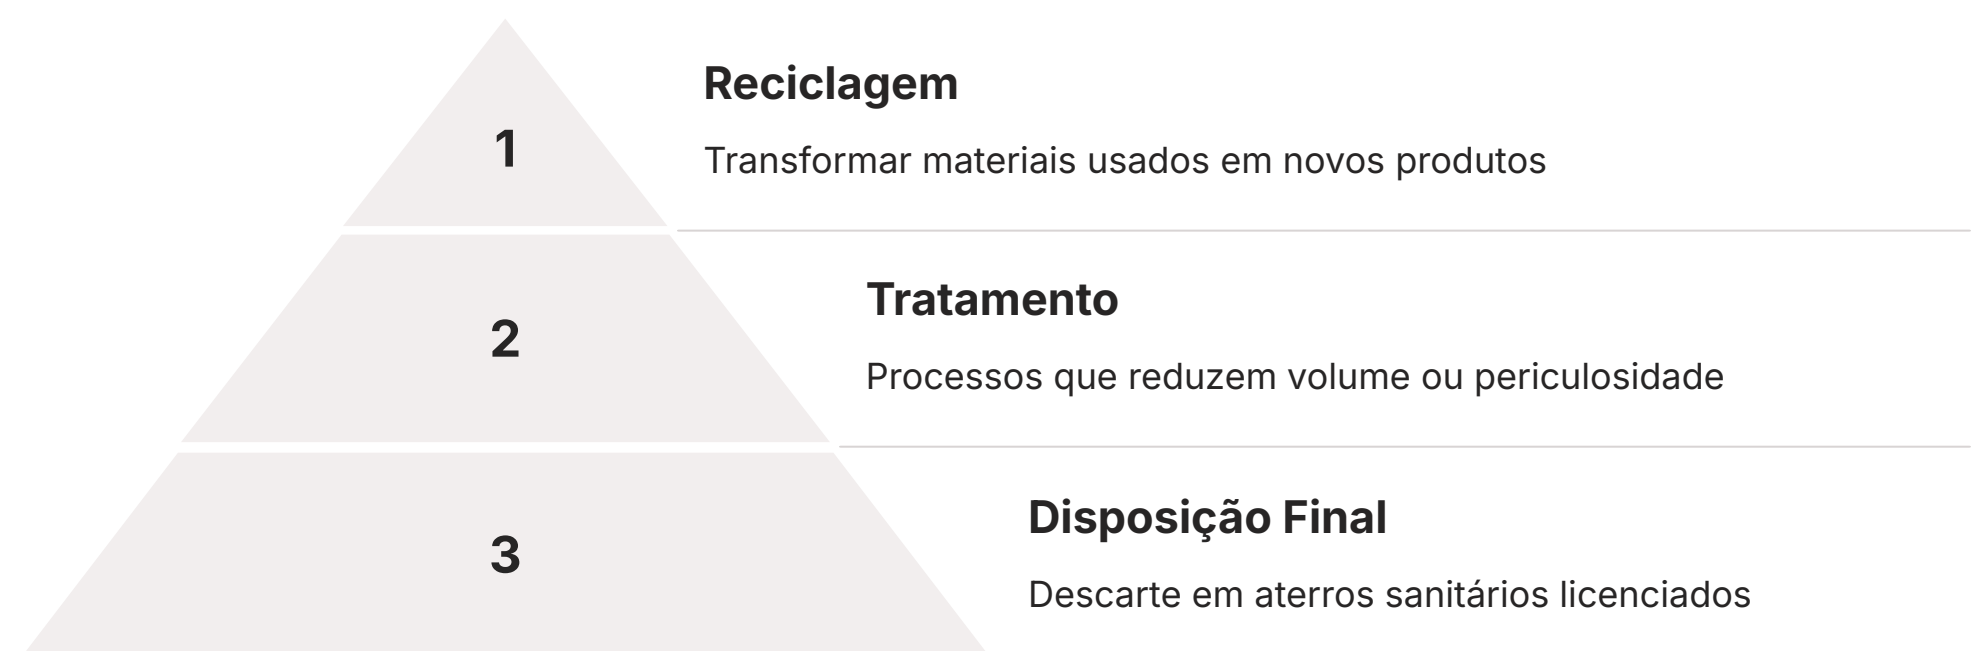 1
Reciclagem
Transformar materiais usados em novos produtos
2
Tratamento
Processos que reduzem volume ou periculosidade
3
Disposição Final
Descarte em aterros sanitários licenciados